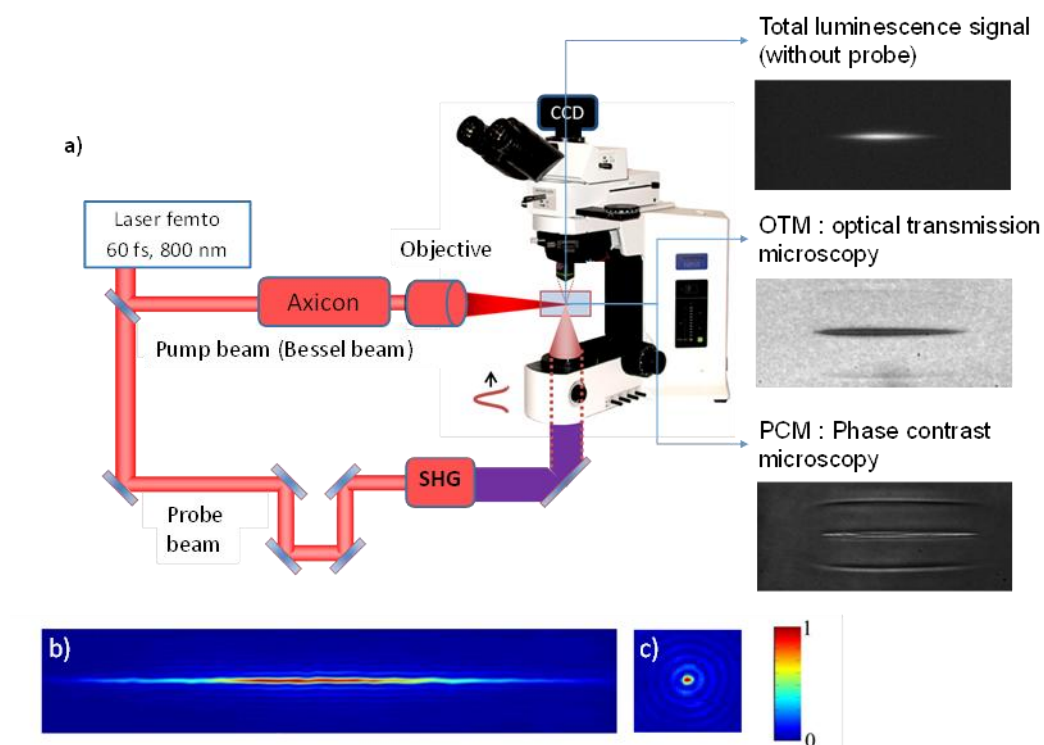 Total luminescence signal
(without probe)
CCD
a)
Laser femto
60 fs, 800 nm
Objective
OTM : optical transmission
microscopy
Axicon
Pump beam (Bessel beam)
PCM : Phase contrast
microscopy
SHG
Probe
beam
b)
c)
1
0